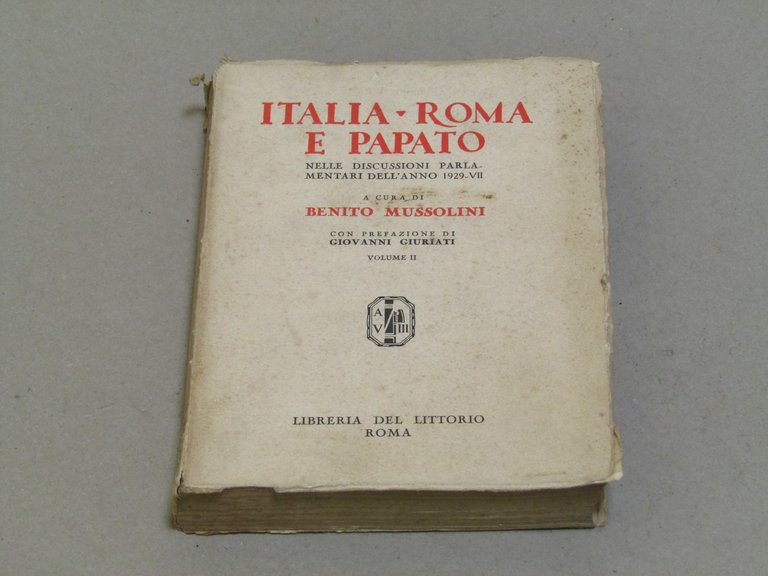 ITALIA ▾ ROMA
E PAPATO
NELLE DISCUSSIONI PARLA-
MENTARI DELL'ANNO 1929-VII
A CURA DI
BENITO MUSSOLINI
CON PREFAZIONE DI
GIOVANNI GIURIATI
VOLUME II
A
V III
LIBRERIA DEL LITTORIO
ROMA